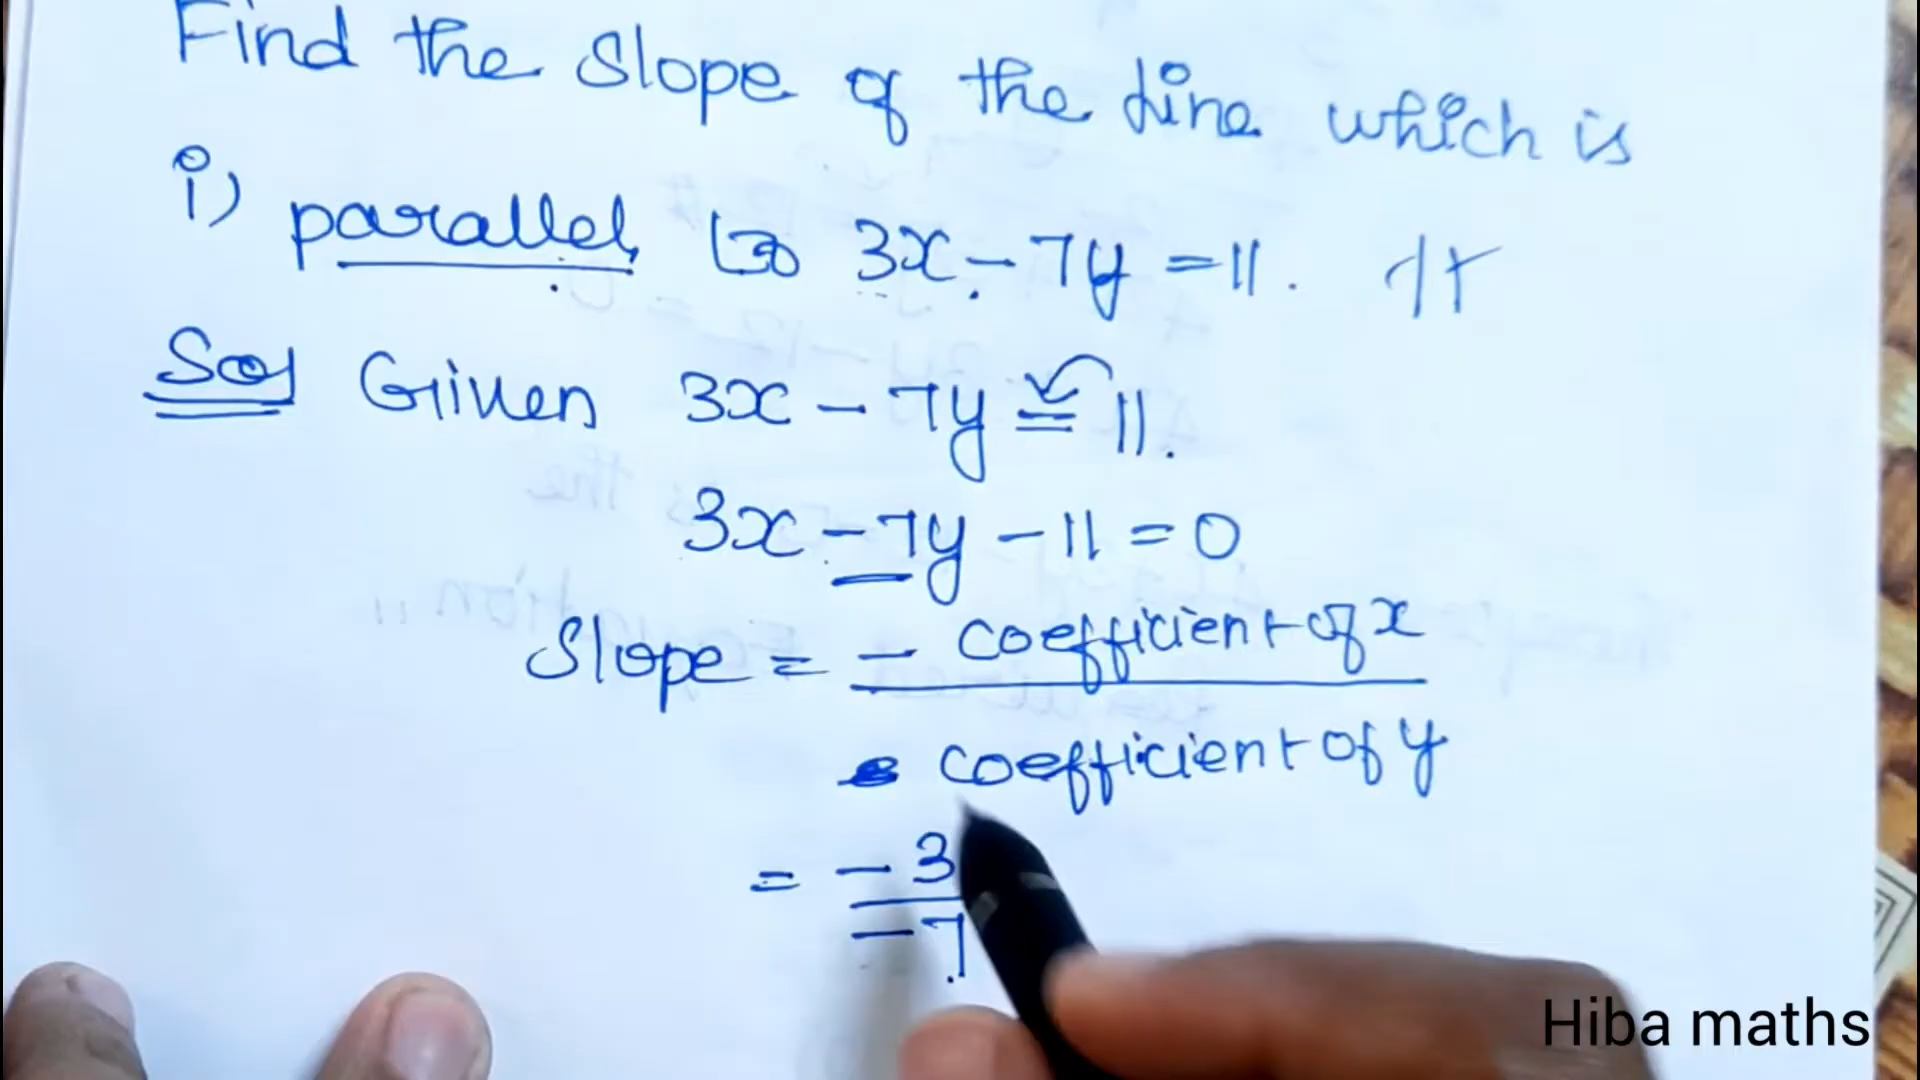 Find the Slope of the Line which is
i) parallel to 3x - 7y = 11.
Sol Given 3x - 7y = 11.
3x - 7y - 11 = 0
Slope = - coefficient of x
coefficient of y
= - 3
- 7
Hiba maths